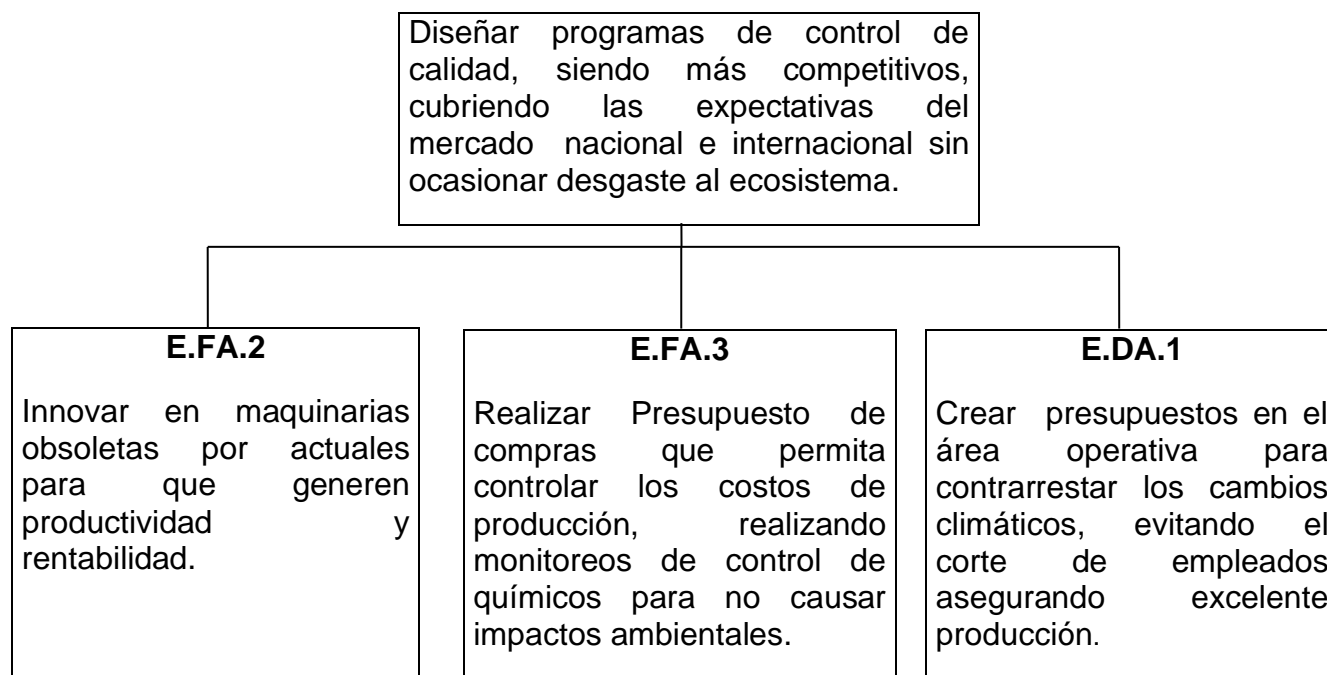 Diseñar programas de control de
calidad, siendo más competitivos,
cubriendo las expectativas del
mercado nacional e internacional sin
ocasionar desgaste al ecosistema.
E.FA.2
Innovar en maquinarias
obsoletas por actuales
para que generen
productividad y
rentabilidad.
E.FA.3
Realizar Presupuesto de
compras que permita
controlar los costos de
producción, realizando
monitoreos de control de
químicos para no causar
impactos ambientales.
E.DA.1
Crear presupuestos en el
área operativa para
contrarrestar los cambios
climáticos, evitando el
corte de empleados
asegurando excelente
producción.